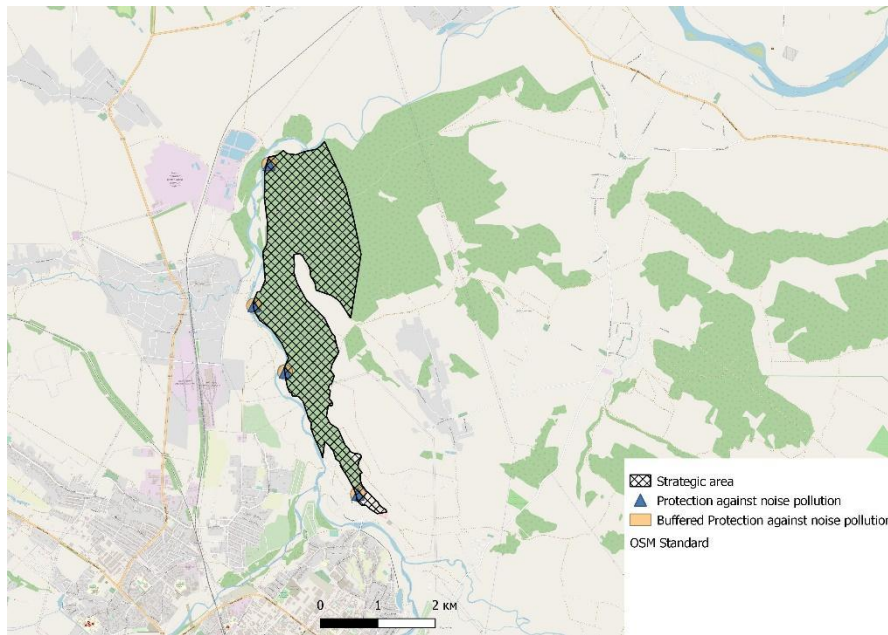 Strategic area
Protection against noise pollution
Buffered Protection against noise pollution
OSM Standard
0 1 2 км